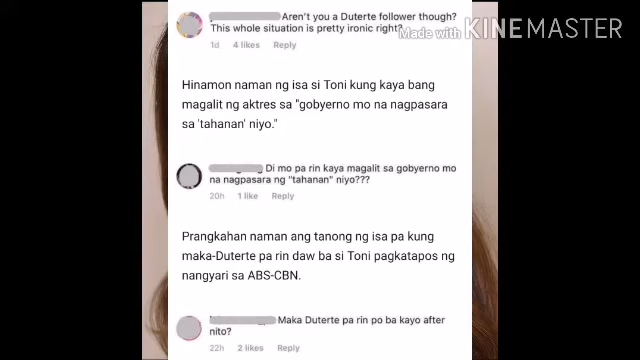 Aren't you a Duterte follower though?
This whole situation is pretty ironic right?
Made with KINEMASTER
1d 4 likes Reply
Hinamon naman ng isa si Toni kung kaya bang
magalit ng aktres sa "gobyerno mo na nagpasara
sa 'tahanan' niyo."
Di mo pa rin kaya magalit sa gobyerno mo
na nagpasara ng "tahanan" niyo???
20h 1 like Reply
Prangkahan naman ang tanong ng isa pa kung
maka-Duterte pa rin daw ba si Toni pagkatapos ng
nangyari sa ABS-CBN.
Maka Duterte pa rin po ba kayo after
nito?
22h 2 likes Reply